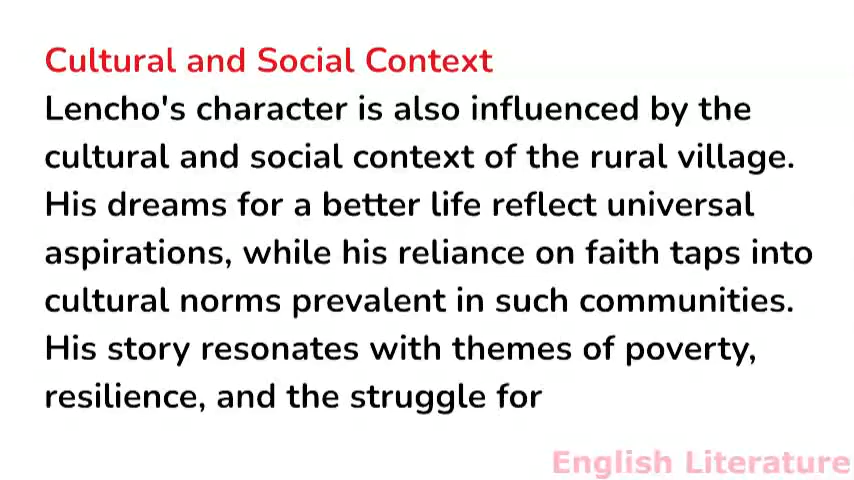 Cultural and Social Context
Lencho's character is also influenced by the
cultural and social context of the rural village.
His dreams for a better life reflect universal
aspirations, while his reliance on faith taps into
cultural norms prevalent in such communities.
His story resonates with themes of poverty,
resilience, and the struggle for
English Literature